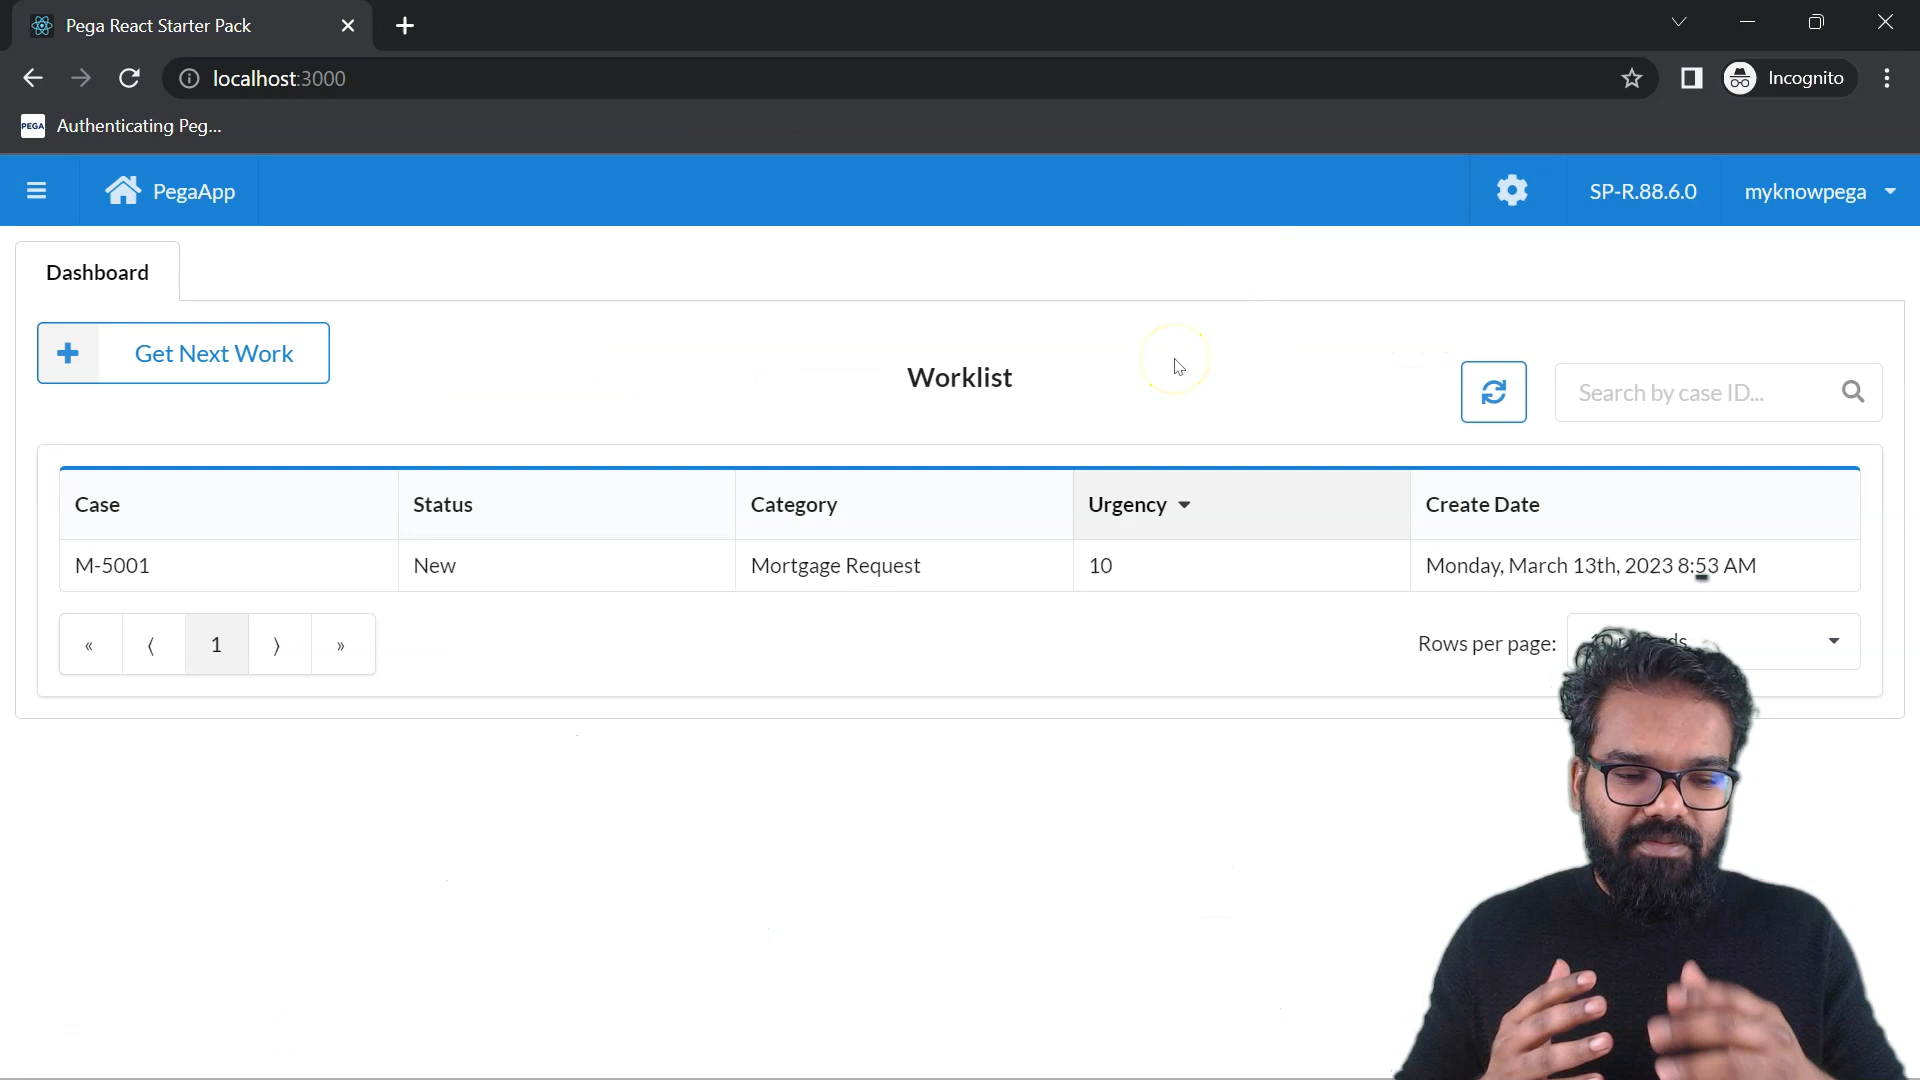 Pega React Starter Pack
localhost:3000
Incognito
PEGA Authenticating Peg...
PegaApp
SP-R.88.6.0
myknowpega
Dashboard
Get Next Work
Worklist
Search by case ID...
Case Status Category Urgency Create Date
M-5001 New Mortgage Request 10 Monday, March 13th, 2023 8:53 AM
« ⟨ 1 ⟩ »
Rows per page: